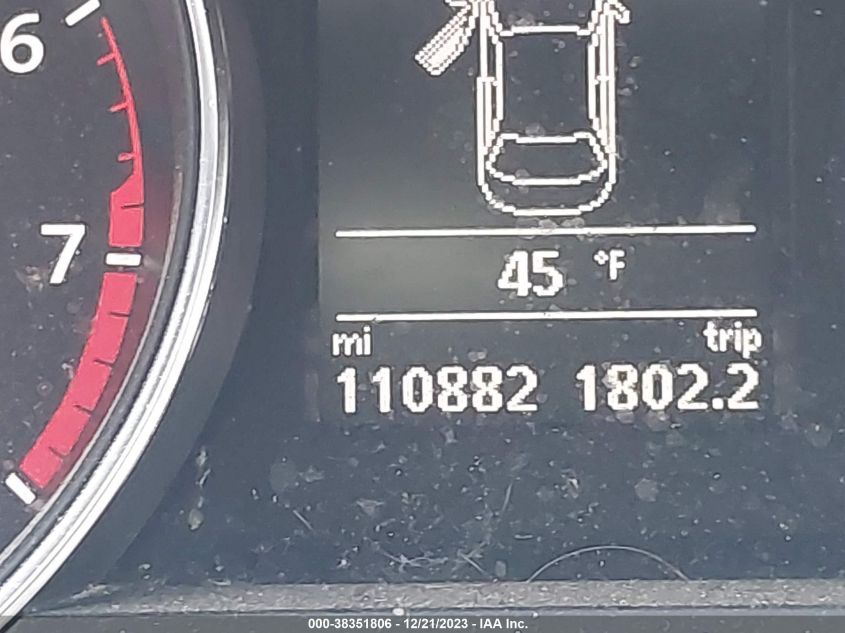 6
7
45 °F
mi trip
110882 1802.2
000-38351806 - 12/21/2023 - IAA Inc.